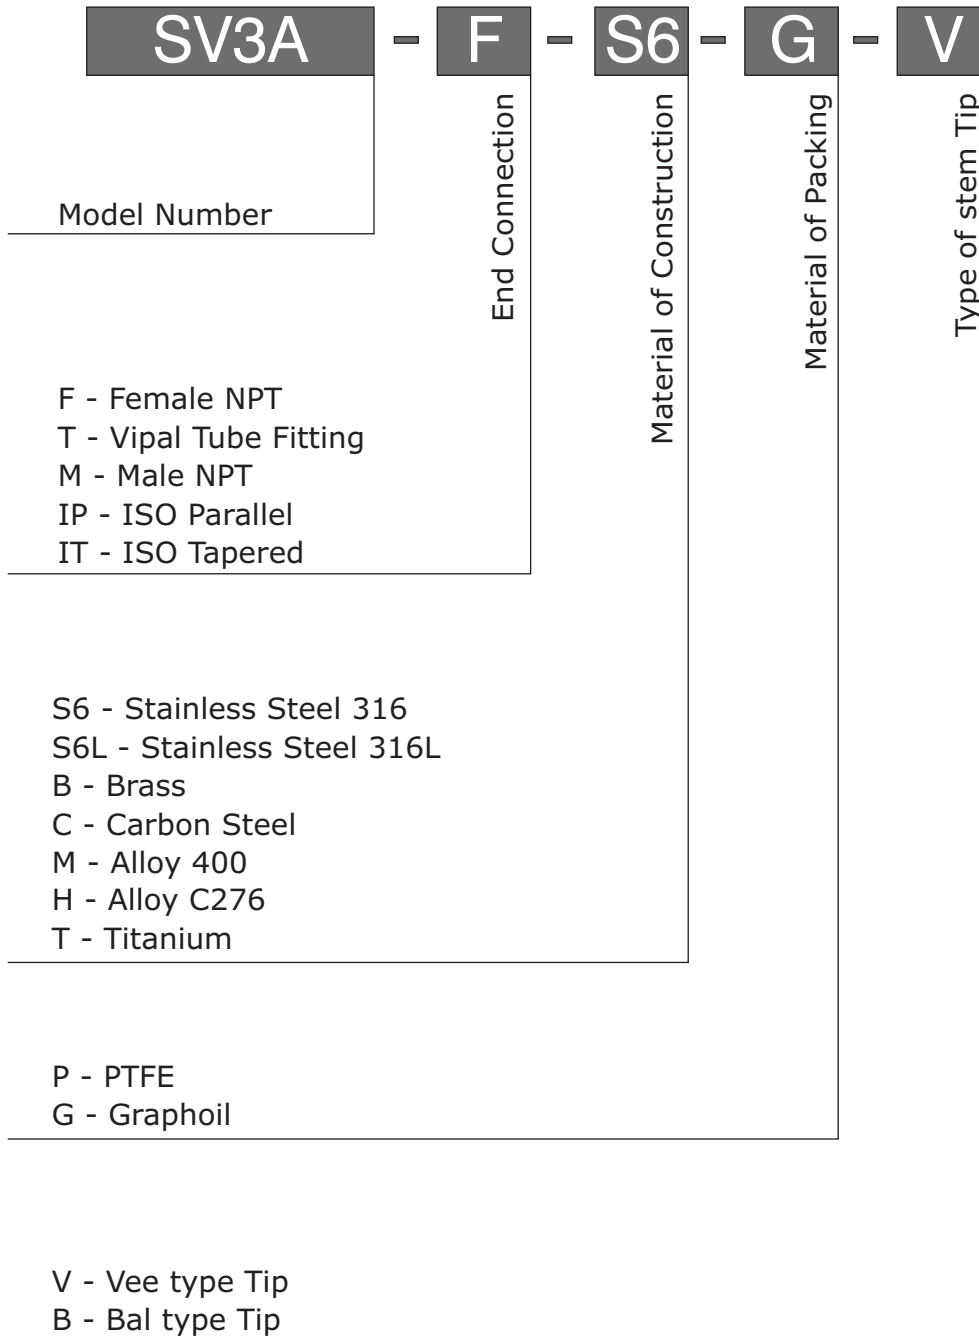 SV3A - F - S6 - G - V
Model Number
End Connection
Material of Construction
Material of Packing
Type of stem Tip
F - Female NPT
T - Vipal Tube Fitting
M - Male NPT
IP - ISO Parallel
IT - ISO Tapered
S6 - Stainless Steel 316
S6L - Stainless Steel 316L
B - Brass
C - Carbon Steel
M - Alloy 400
H - Alloy C276
T - Titanium
P - PTFE
G - Graphoil
V - Vee type Tip
B - Bal type Tip